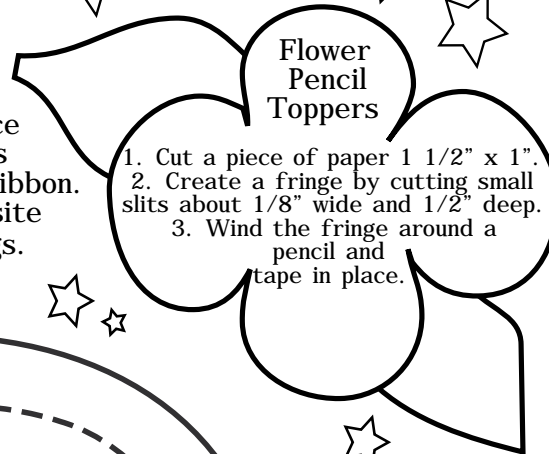 Flower
Pencil
Toppers
1. Cut a piece of paper 1 1/2” x 1”.
2. Create a fringe by cutting small
slits about 1/8” wide and 1/2” deep.
3. Wind the fringe around a
pencil and
tape in place.
ibbon.